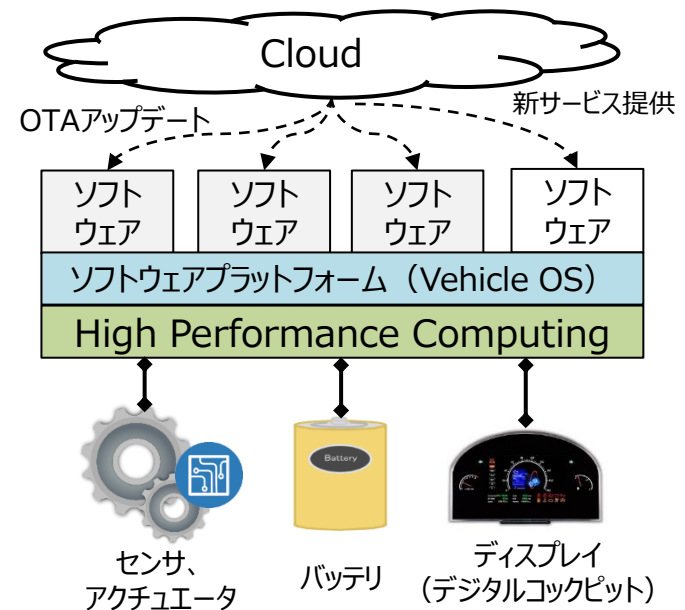 Cloud
OTAアップデート
新サービス提供
ソフト
ウェア
ソフト
ウェア
ソフト
ウェア
ソフト
ウェア
ソフトウェアプラットフォーム（Vehicle OS）
High Performance Computing
Battery
センサ、
アクチュエータ
バッテリ
ディスプレイ
（デジタルコックピット）